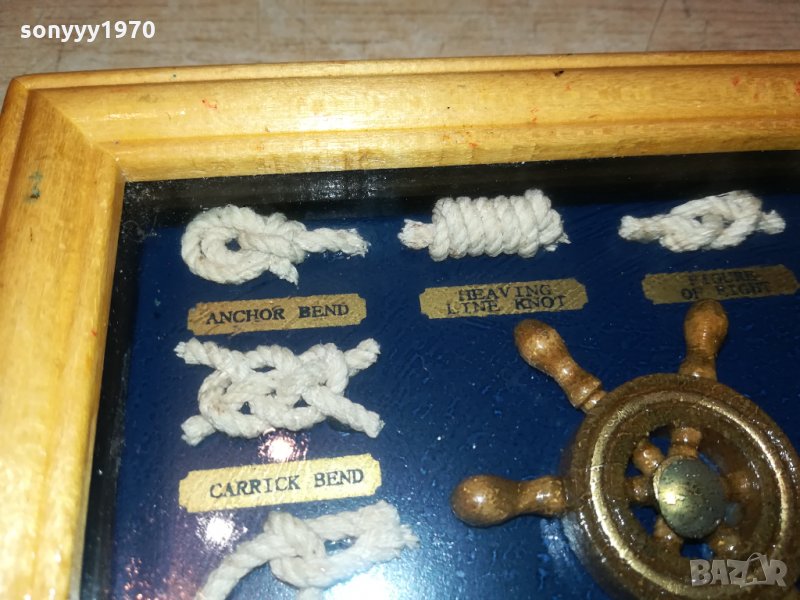 sonyyy1970
ANCHOR BEND
HEAVING
LINE KNOT
FIGURE
OF EIGHT
CARRICK BEND
BAZAR